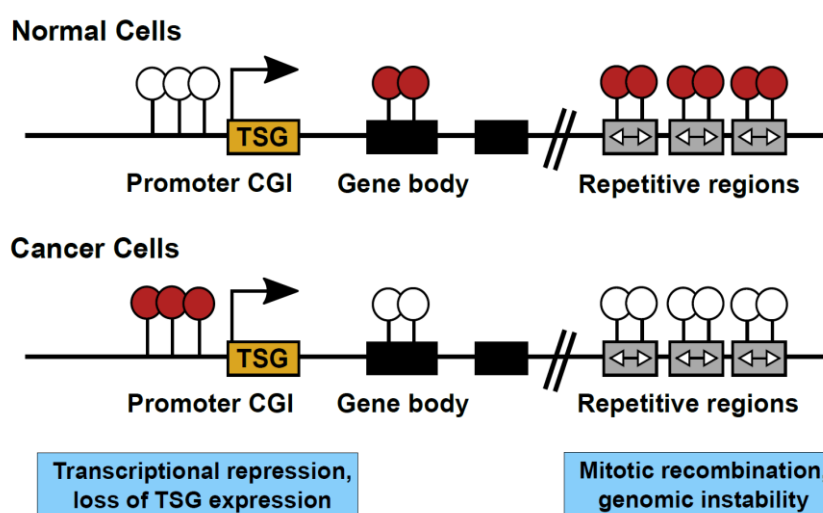 Normal Cells
TSG
Promoter CGI Gene body Repetitive regions
Cancer Cells
TSG
Promoter CGI Gene body Repetitive regions
Transcriptional repression,
loss of TSG expression
Mitotic recombination,
genomic instability